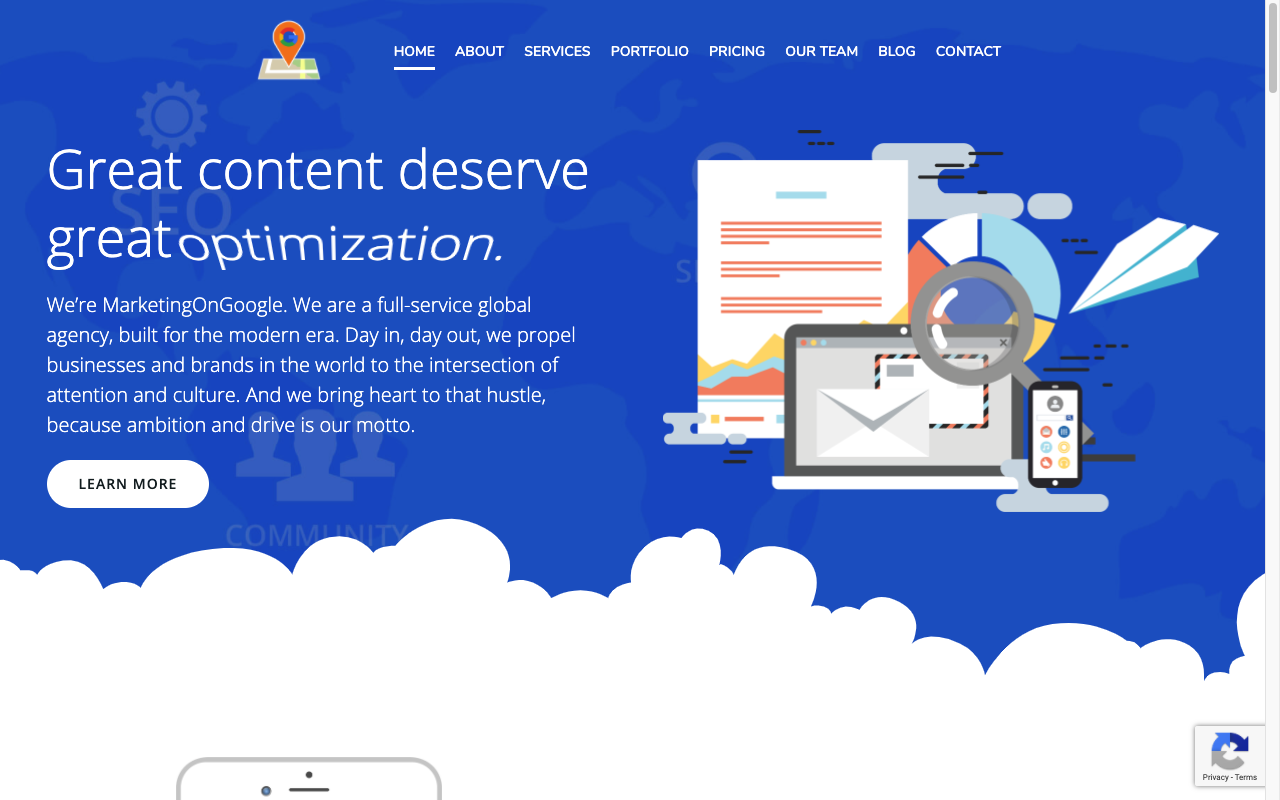 HOME ABOUT SERVICES PORTFOLIO PRICING OUR TEAM BLOG CONTACT
Great content deserve
great optimization.
SEO
We’re MarketingOnGoogle. We are a full-service global
agency, built for the modern era. Day in, day out, we propel
businesses and brands in the world to the intersection of
attention and culture. And we bring heart to that hustle,
because ambition and drive is our motto.
LEARN MORE
COMMUNITY
Privacy - Terms